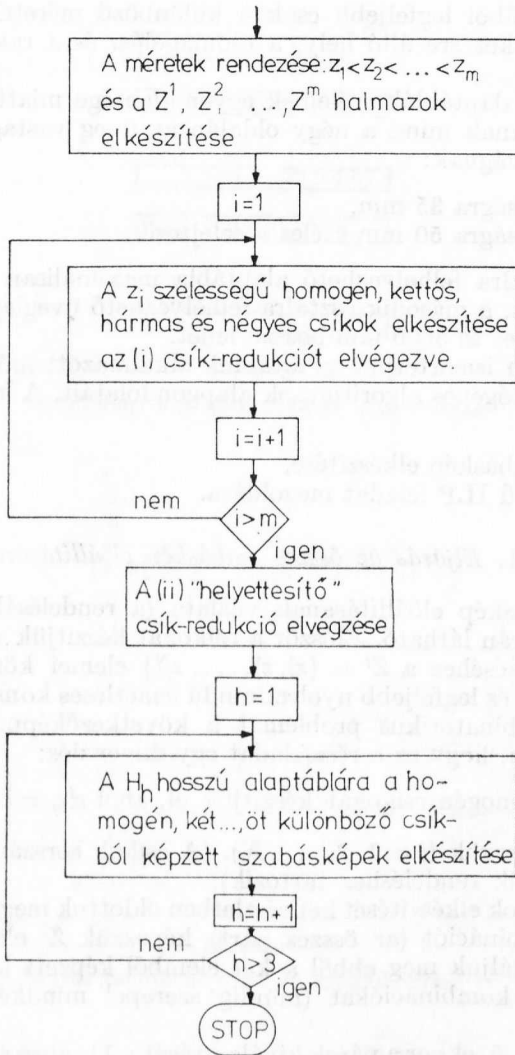 A méretek rendezése: z₁<z₂<...<zₘ
és a Z¹, Z²,..., Zᵐ halmazok
elkészítése
i=1
A zᵢ szélességű homogén, kettős,
hármas és négyes csíkok elkészítése
az (i) csík-redukciót elvégezve.
i=i+1
nem
i>m
igen
A (ii) "helyettesítő"
csík-redukció elvégzése
h=1
A Hₕ hosszú alaptáblára a ho-
mogén, két...,öt különböző csík-
ból képzett szabásképek elkészítése
h=h+1
nem
h>3
igen
STOP